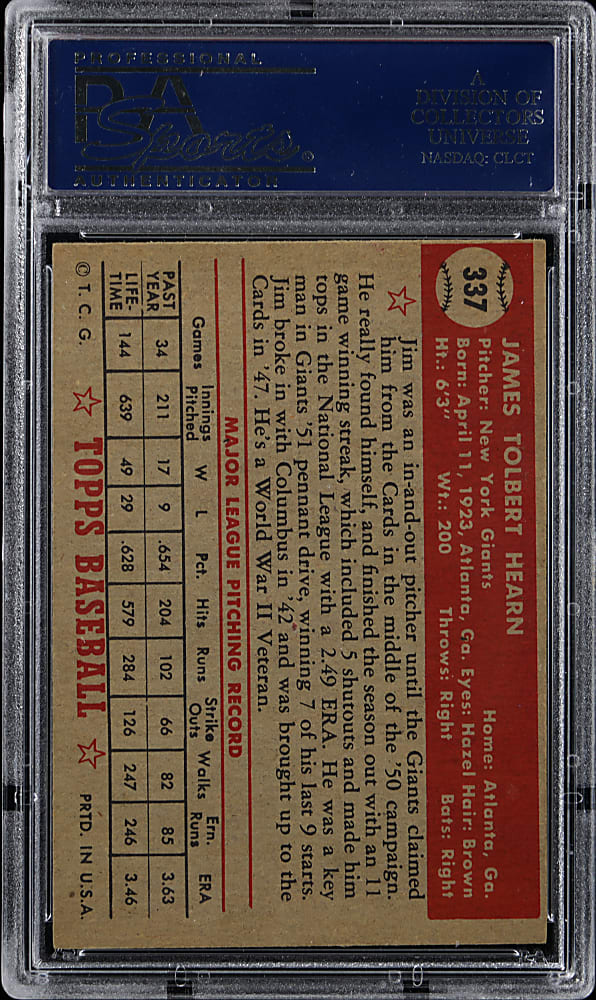 PROFESSIONAL
PSA
Sports
AUTHENTICATOR
A
DIVISION OF
COLLECTORS
UNIVERSE
NASDAQ: CLCT
337
JAMES TOLBERT HEARN
Pitcher: New York Giants Home: Atlanta, Ga.
Born: April 11, 1923, Atlanta, Ga. Eyes: Hazel Hair: Brown
Ht.: 6'3" Wt.: 200 Throws: Right Bats: Right
Jim was an in-and-out pitcher until the Giants claimed
him from the Cards in the middle of the '50 campaign.
He really found himself, and finished the season out with an 11
game winning streak, which included 5 shutouts and made him
tops in the National League with a 2.49 ERA. He was a key
man in Giants '51 pennant drive, winning 7 of his last 9 starts.
Jim broke in with Columbus in '42 and was brought up to the
Cards in '47. He's a World War II Veteran.
MAJOR LEAGUE PITCHING RECORD
Games Innings Pitched W L Pct. Hits Runs Strike Outs Walks Ern. Runs ERA
PAST YEAR 34 211 17 9 .654 204 102 66 82 85 3.63
LIFE-TIME 144 639 49 29 .628 579 284 126 247 246 3.46
© T. C. G. TOPPS BASEBALL PRTD. IN U.S.A.